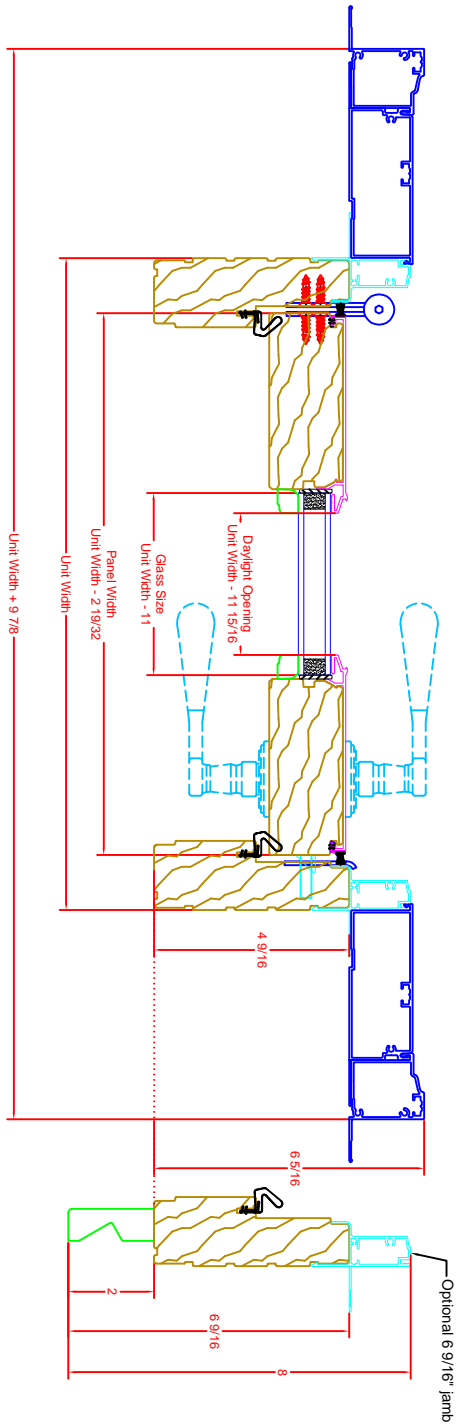 Unit Width + 9 7/8
Unit Width
Panel Width
Unit Width - 2 19/32
Glass Size
Unit Width - 11
Daylight Opening
Unit Width - 11 15/16
4 9/16
6 5/16
2
6 9/16
8
Optional 6 9/16" jamb